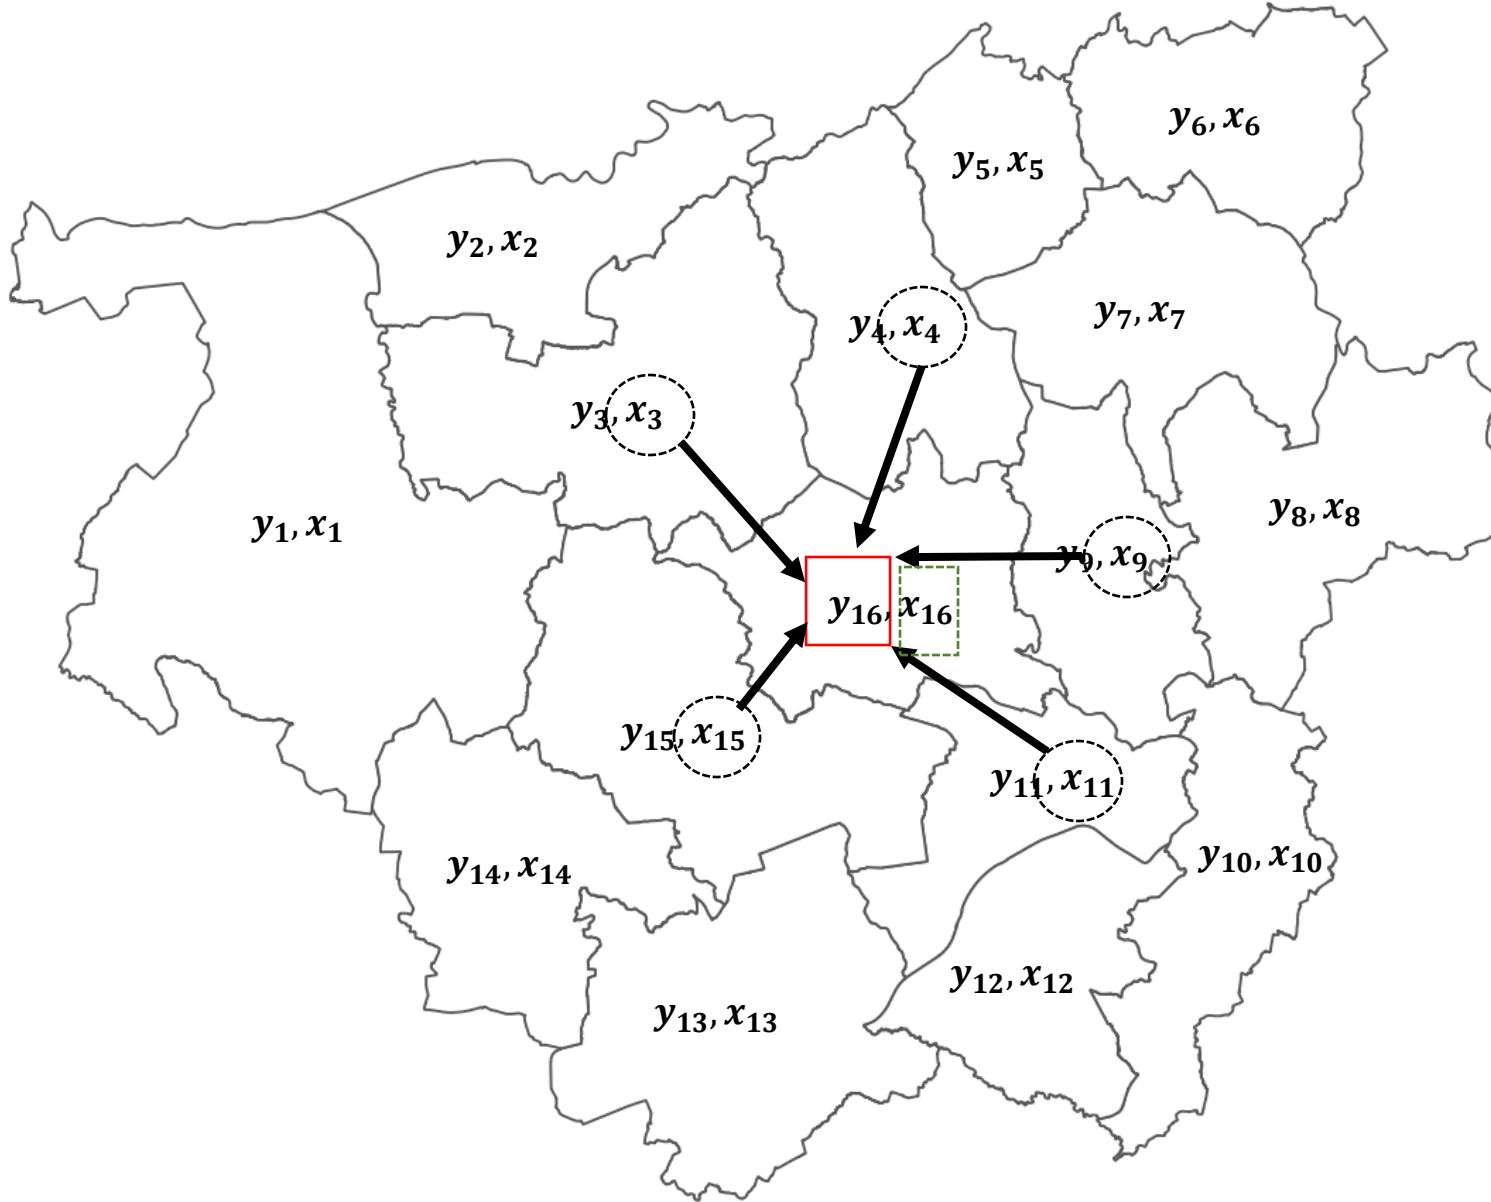 y₆, x₆
y₅, x₅
y₂, x₂
y₇, x₇
y₄, x₄
y₃, x₃
y₈, x₈
y₁, x₁
y₉, x₉
y₁₆, x₁₆
y₁₅, x₁₅
y₁₁, x₁₁
y₁₀, x₁₀
y₁₄, x₁₄
y₁₂, x₁₂
y₁₃, x₁₃